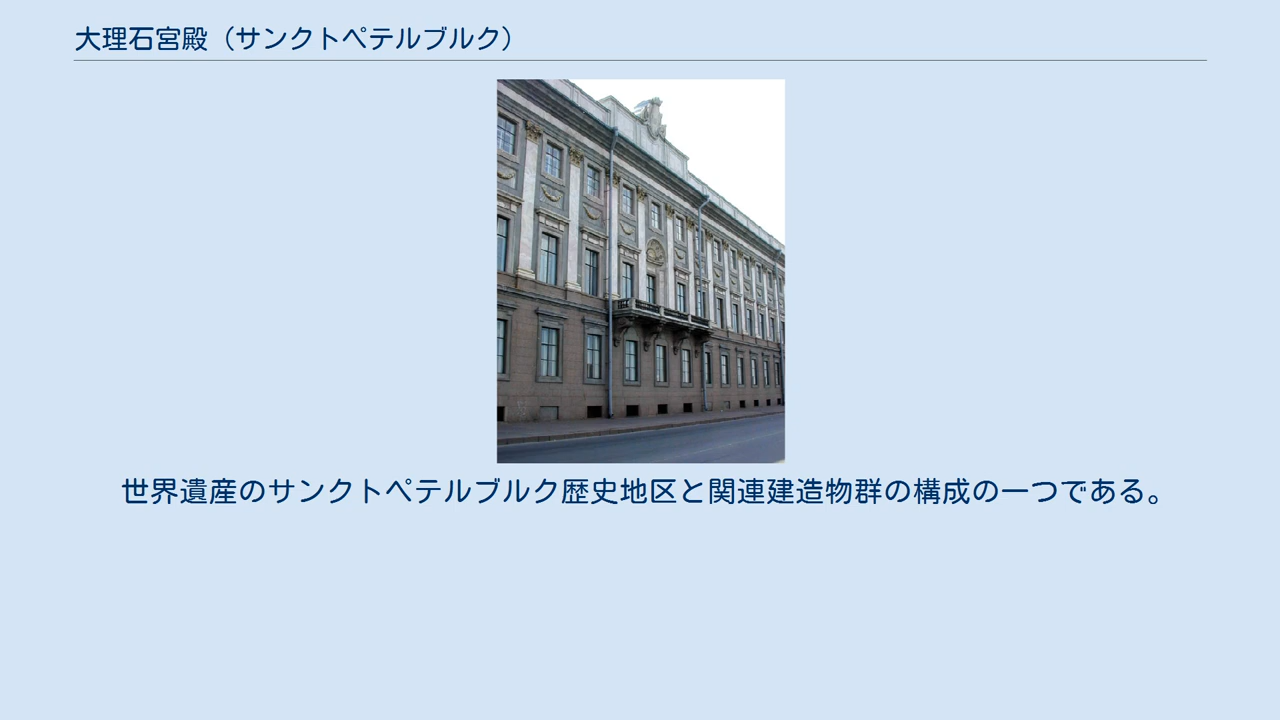 大理石宮殿（サンクトペテルブルク）
世界遺産のサンクトペテルブルク歴史地区と関連建造物群の構成の一つである。